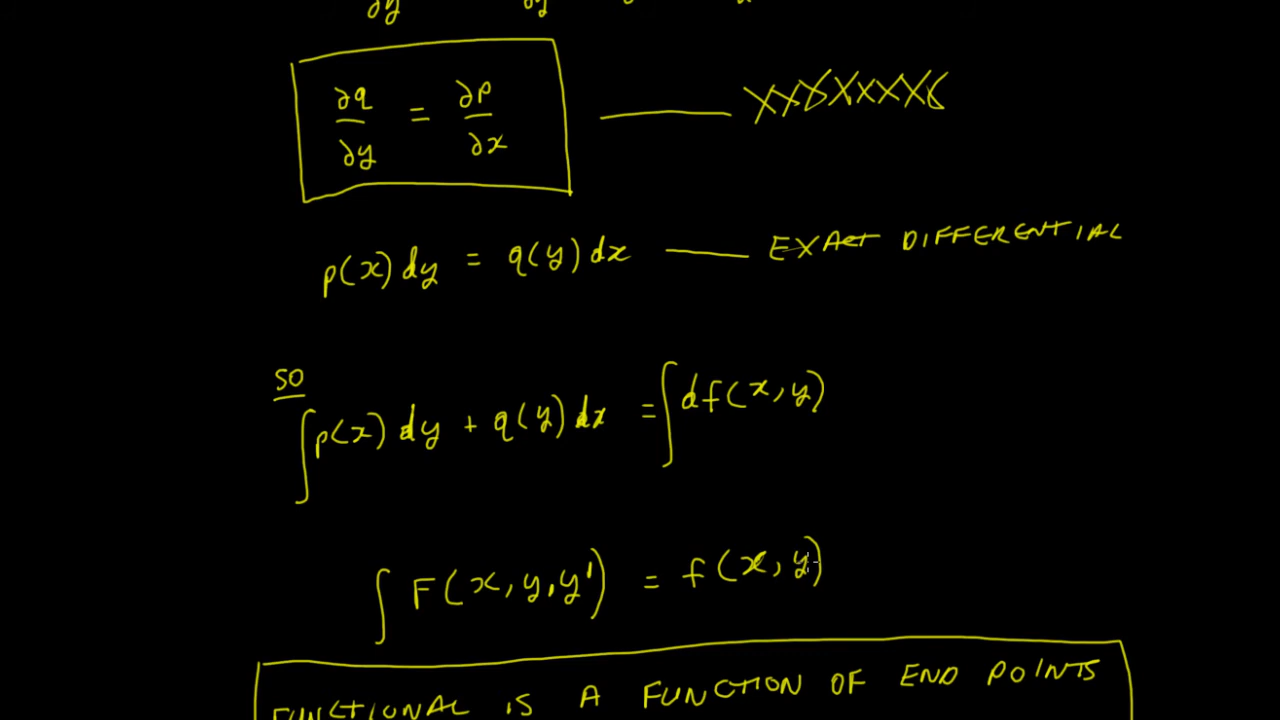 ∂y ∂y
∂q/∂y = ∂p/∂x ——
p(x) dy = q(y) dx —— EXACT DIFFERENTIAL
SO
∫ p(x) dy + q(y) dx = ∫ df(x, y)
∫ F(x, y, y') = f(x, y)
FUNCTIONAL IS A FUNCTION OF END POINTS